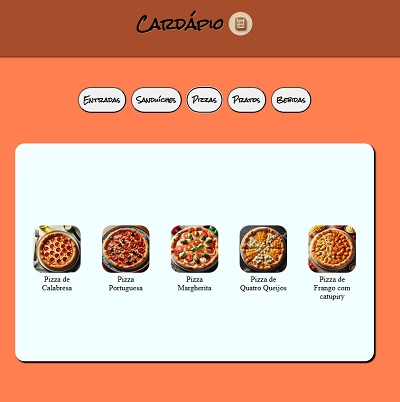 Cardápio
Entradas Sanduíches Pizzas Pratos Bebidas
Pizza de Calabresa
Pizza Portuguesa
Pizza Margherita
Pizza de Quatro Queijos
Pizza de Frango com catupiry